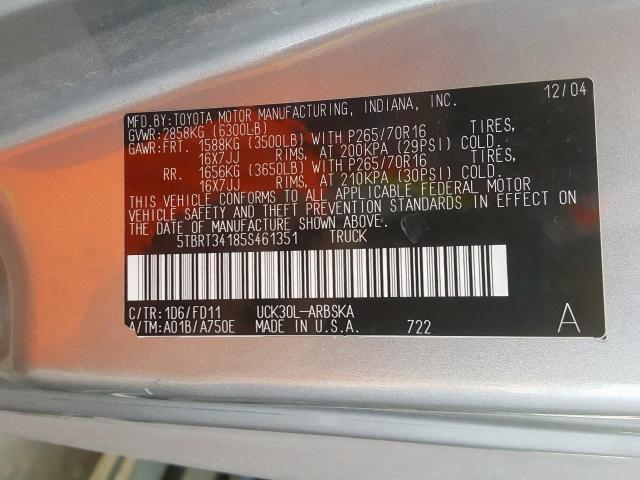 MFD.BY:TOYOTA MOTOR MANUFACTURING, INDIANA, INC. 12/04
GVWR:2858KG (6300LB)
GAWR:FRT. 1588KG (3500LB) WITH P265/70R16 TIRES,
16X7JJ RIMS, AT 200KPA (29PSI) COLD.
RR. 1656KG (3650LB) WITH P265/70R16 TIRES,
16X7JJ RIMS, AT 210KPA (30PSI) COLD.
THIS VEHICLE CONFORMS TO ALL APPLICABLE FEDERAL MOTOR
VEHICLE SAFETY AND THEFT PREVENTION STANDARDS IN EFFECT ON
THE DATE OF MANUFACTURE SHOWN ABOVE.
5TBRT34185S461351 TRUCK
C/TR:1D6/FD11 UCK30L-ARBSKA
A/TM:A01B/A750E MADE IN U.S.A. 722 A